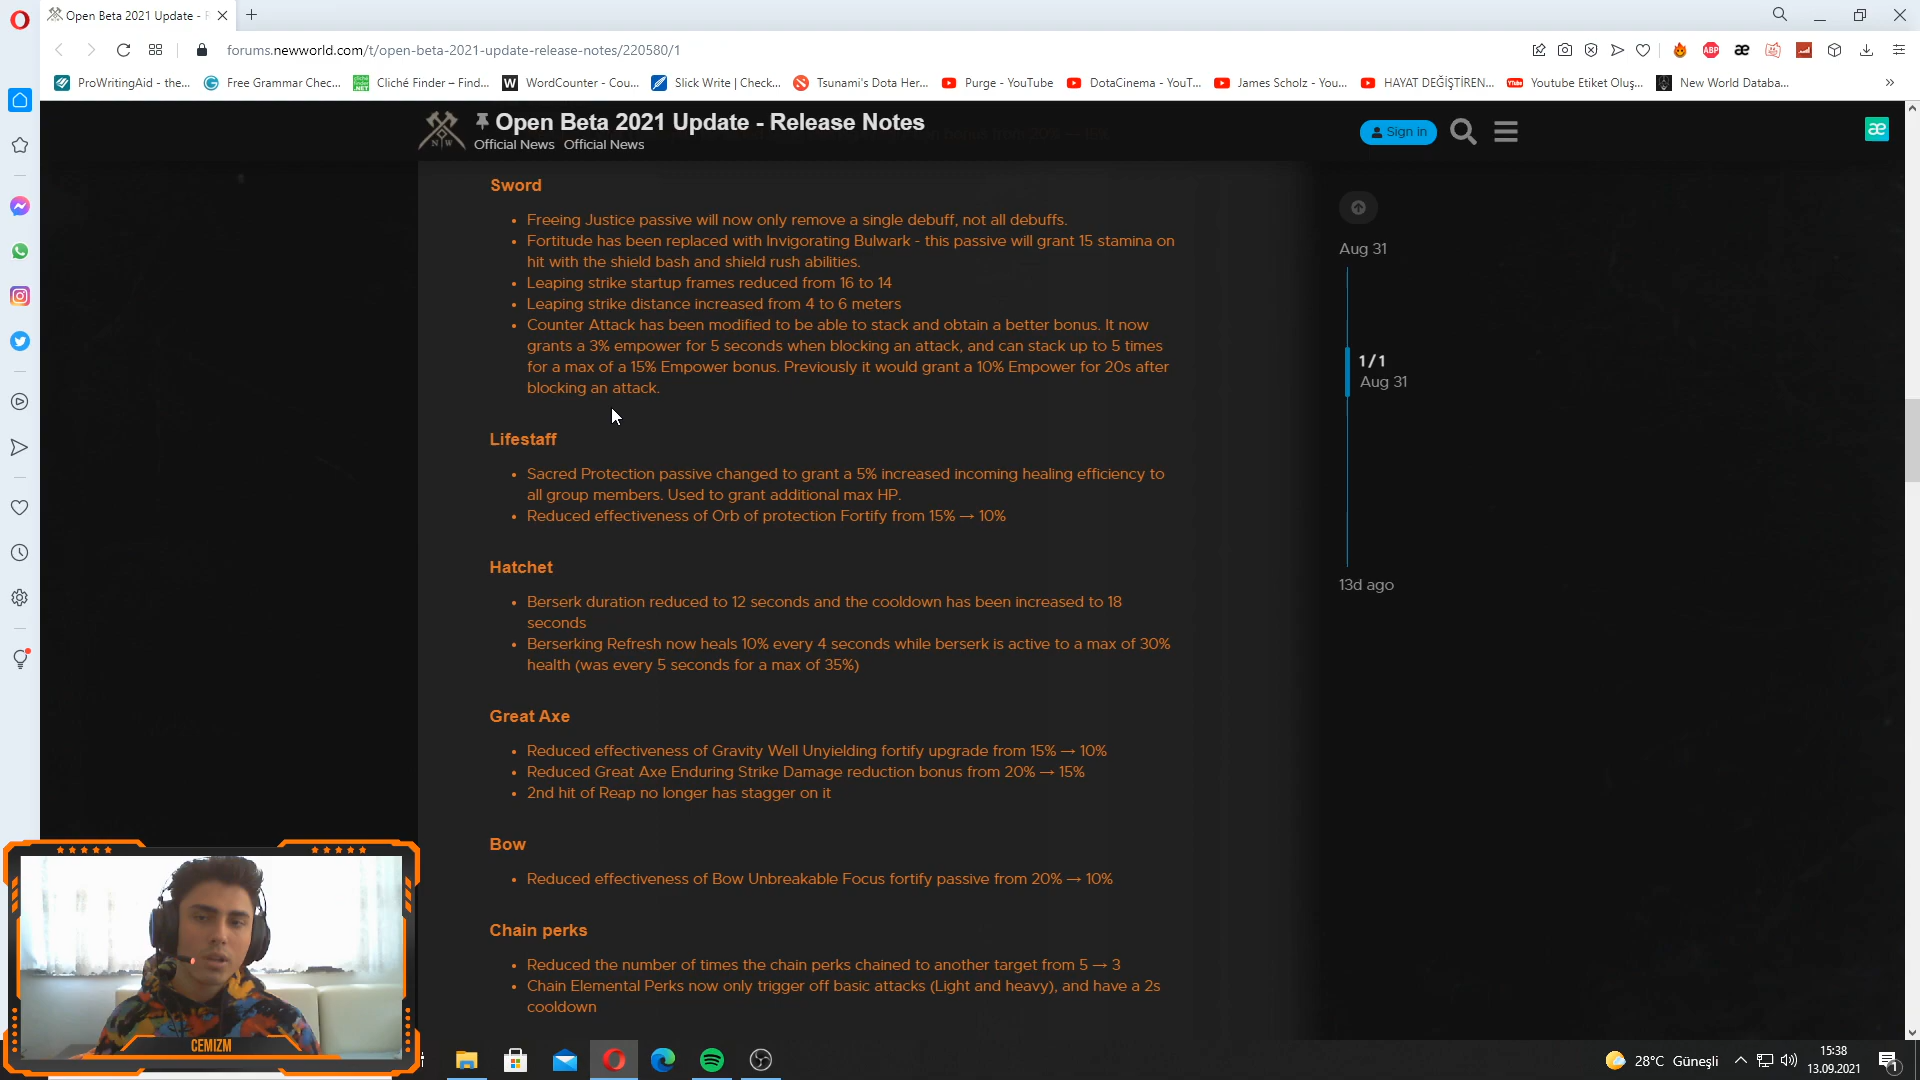 Open Beta 2021 Update -
forums.newworld.com/t/open-beta-2021-update-release-notes/220580/1
ABP
ProWritingAid - the...
Free Grammar Chec...
Cliché Finder – Find...
WordCounter - Cou...
Slick Write | Check...
Tsunami's Dota Her...
Purge - YouTube
DotaCinema - YouT...
James Scholz - You...
HAYAT DEĞİŞTİREN...
Youtube Etiket Oluş...
New World Databa...
Open Beta 2021 Update - Release Notes
Official News Official News
Sign in
Sword
• Freeing Justice passive will now only remove a single debuff, not all debuffs.
• Fortitude has been replaced with Invigorating Bulwark - this passive will grant 15 stamina on
hit with the shield bash and shield rush abilities.
• Leaping strike startup frames reduced from 16 to 14
• Leaping strike distance increased from 4 to 6 meters
• Counter Attack has been modified to be able to stack and obtain a better bonus. It now
grants a 3% empower for 5 seconds when blocking an attack, and can stack up to 5 times
for a max of a 15% Empower bonus. Previously it would grant a 10% Empower for 20s after
blocking an attack.
Lifestaff
• Sacred Protection passive changed to grant a 5% increased incoming healing efficiency to
all group members. Used to grant additional max HP.
• Reduced effectiveness of Orb of protection Fortify from 15% → 10%
Hatchet
• Berserk duration reduced to 12 seconds and the cooldown has been increased to 18
seconds
• Berserking Refresh now heals 10% every 4 seconds while berserk is active to a max of 30%
health (was every 5 seconds for a max of 35%)
Great Axe
• Reduced effectiveness of Gravity Well Unyielding fortify upgrade from 15% → 10%
• Reduced Great Axe Enduring Strike Damage reduction bonus from 20% → 15%
• 2nd hit of Reap no longer has stagger on it
Bow
• Reduced effectiveness of Bow Unbreakable Focus fortify passive from 20% → 10%
Chain perks
• Reduced the number of times the chain perks chained to another target from 5 → 3
• Chain Elemental Perks now only trigger off basic attacks (Light and heavy), and have a 2s
cooldown
Aug 31
1/1
Aug 31
13d ago
CEMIZM
28°C Güneşli
15:38
13.09.2021
1